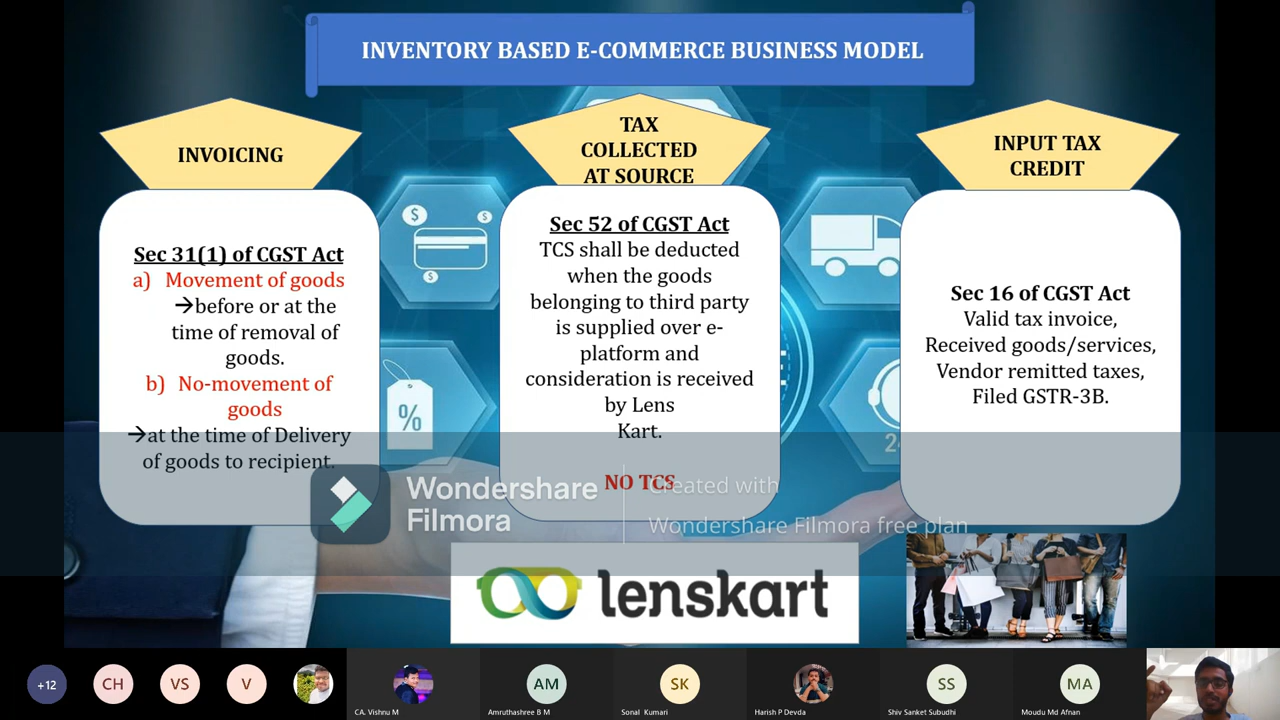 INVENTORY BASED E-COMMERCE BUSINESS MODEL
INVOICING
Sec 31(1) of CGST Act
a) Movement of goods
→before or at the
time of removal of
goods.
b) No-movement of
goods
→at the time of Delivery
of goods to recipient.
TAX
COLLECTED
AT SOURCE
Sec 52 of CGST Act
TCS shall be deducted
when the goods
belonging to third party
is supplied over e-
platform and
consideration is received
by Lens
Kart.
NO TCS
INPUT TAX
CREDIT
Sec 16 of CGST Act
Valid tax invoice,
Received goods/services,
Vendor remitted taxes,
Filed GSTR-3B.
$
$
$
%
2
Wondershare
Filmora
Created with
Wondershare Filmora free plan
lenskart
+12
CH
VS
V
CA. Vishnu M
AM
Amruthashree B M
SK
Sonal Kumari
Harish P Devda
SS
Shiv Sanket Subudhi
MA
Moudu Md Afnan